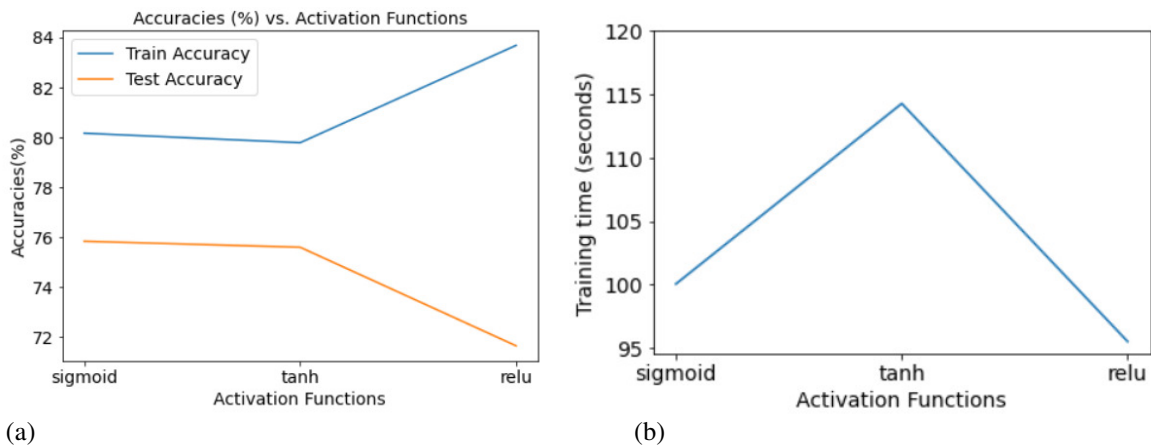 Accuracies (%) vs. Activation Functions
84
82
80
78
76
74
72
Accuracies(%)
Train Accuracy
Test Accuracy
sigmoid tanh relu
Activation Functions
(a)
120
115
110
105
100
95
Training time (seconds)
sigmoid tanh relu
Activation Functions
(b)